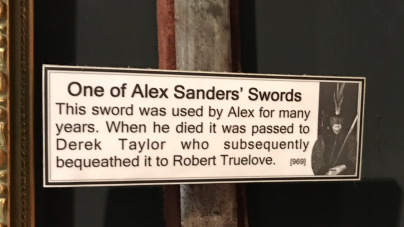 One of Alex Sanders' Swords
This sword was used by Alex for many
years. When he died it was passed to
Derek Taylor who subsequently
bequeathed it to Robert Truelove. [969]